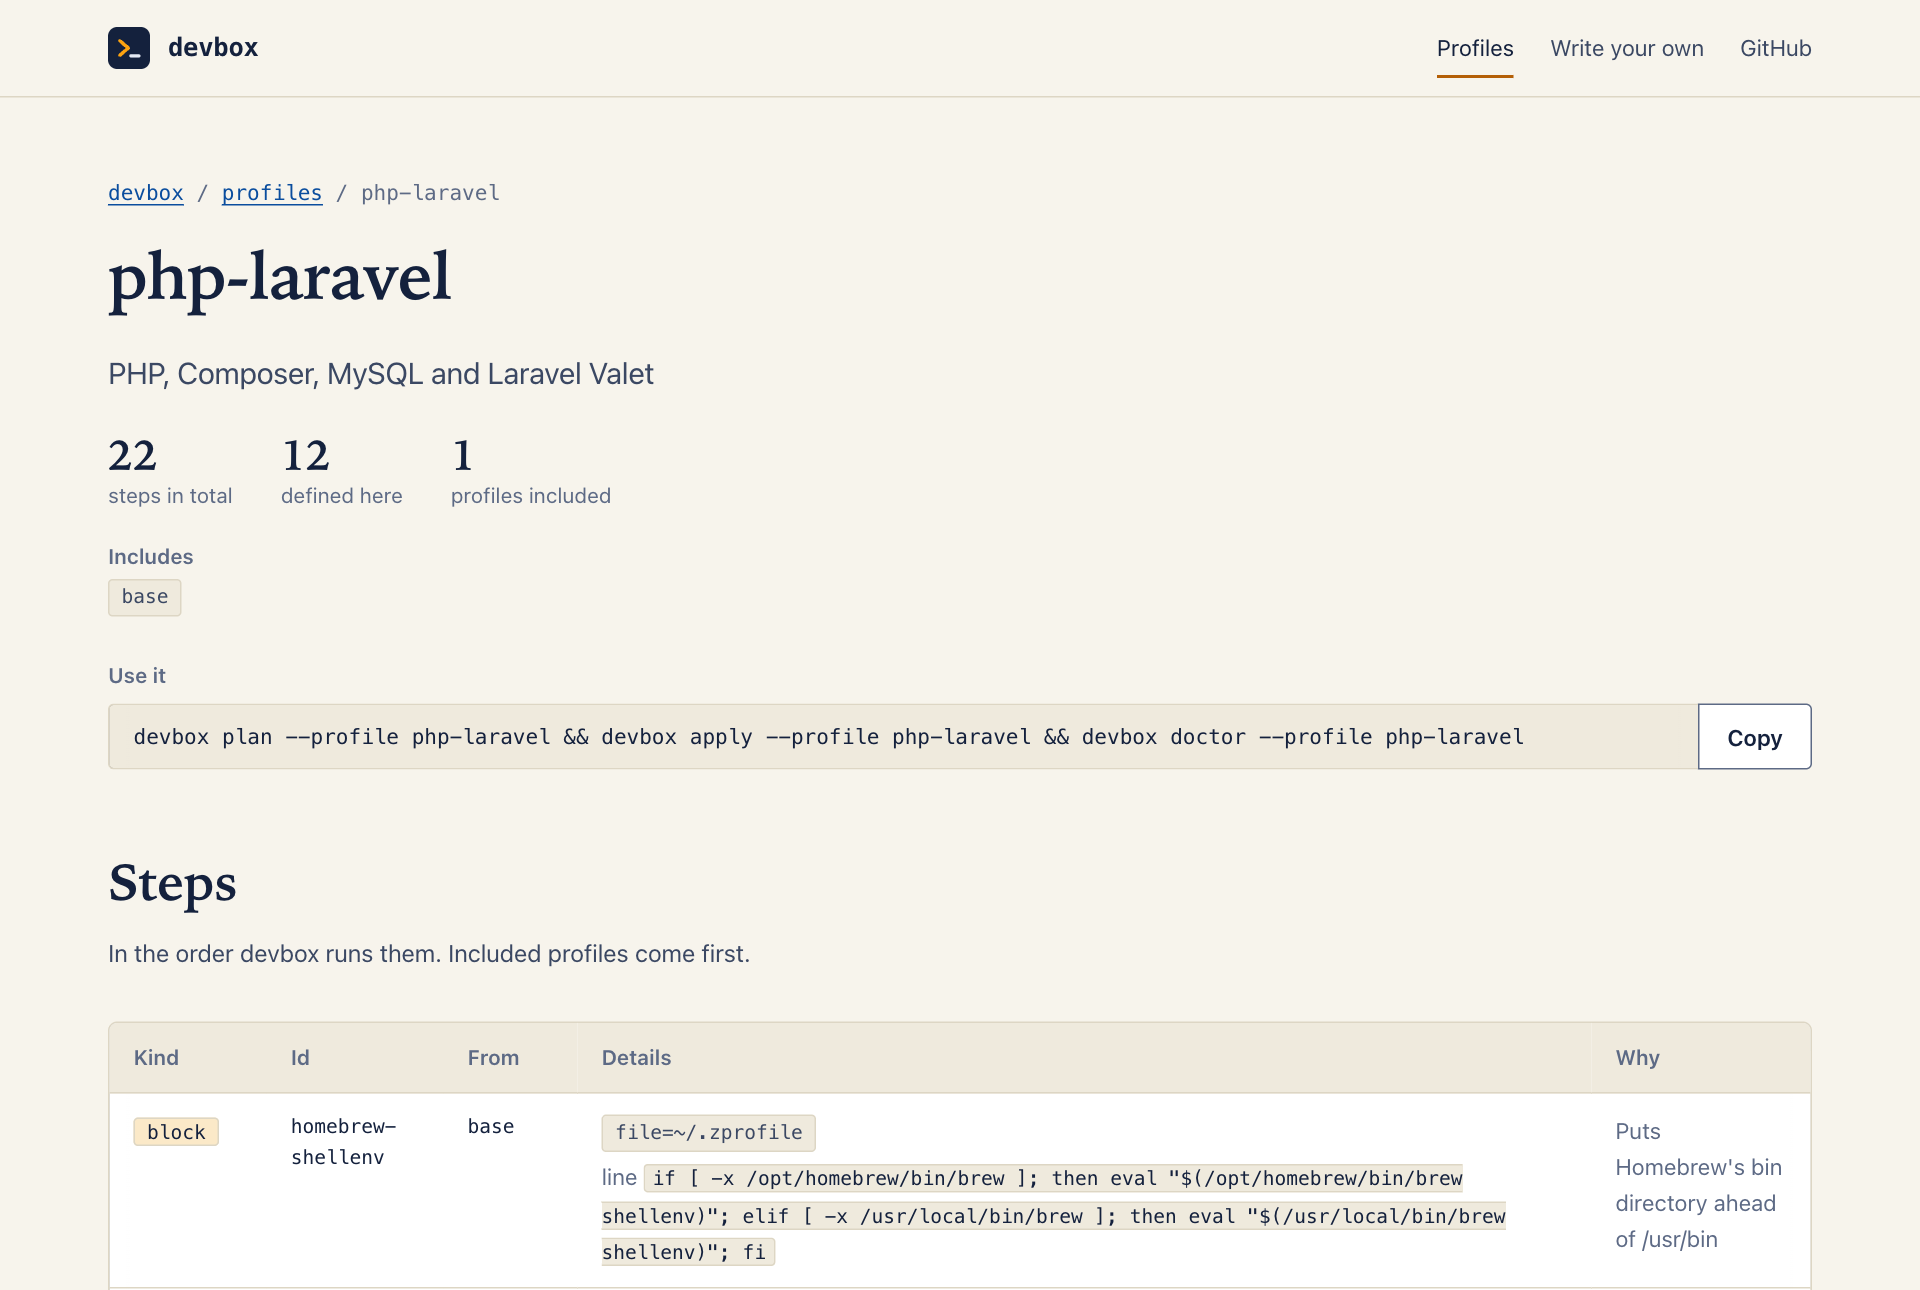 devbox
Profiles
Write your own
GitHub
devbox / profiles / php-laravel
php-laravel
PHP, Composer, MySQL and Laravel Valet
22
steps in total
12
defined here
1
profiles included
Includes
base
Use it
devbox plan --profile php-laravel && devbox apply --profile php-laravel && devbox doctor --profile php-laravel
Copy
Steps
In the order devbox runs them. Included profiles come first.
Kind
Id
From
Details
Why
block
homebrew-
shellenv
base
file=~/.zprofile
line if [ -x /opt/homebrew/bin/brew ]; then eval "$(/opt/homebrew/bin/brew
shellenv)"; elif [ -x /usr/local/bin/brew ]; then eval "$(/usr/local/bin/brew
shellenv)"; fi
Puts
Homebrew's bin
directory ahead
of /usr/bin